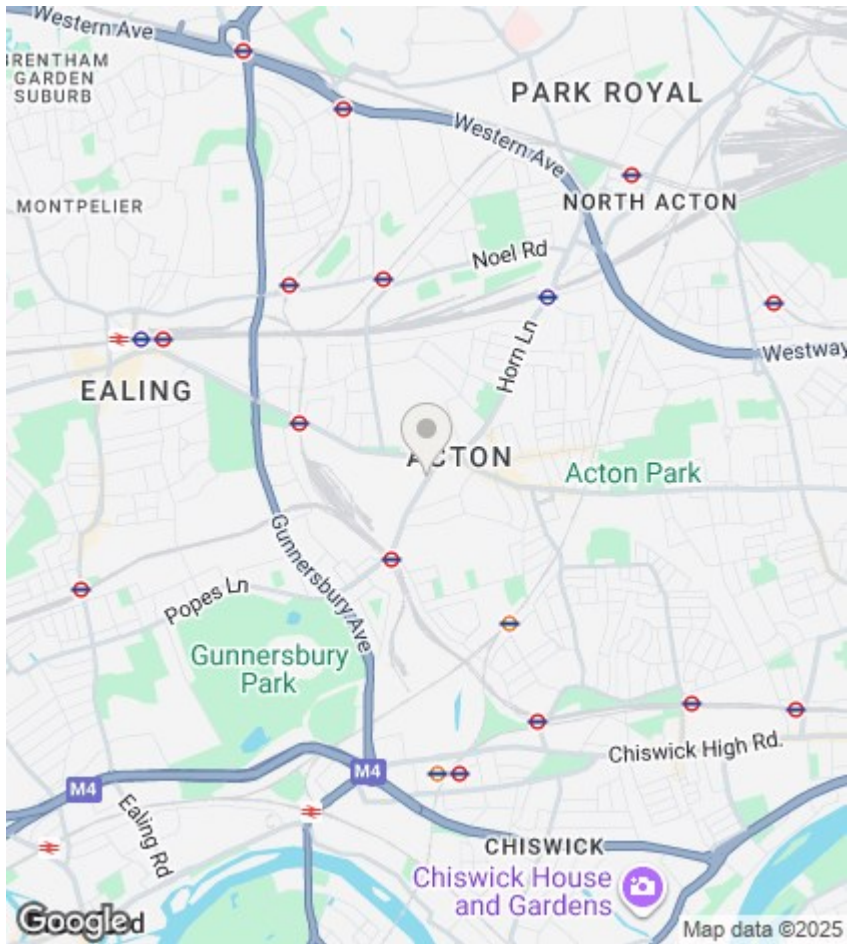 Western Ave
BRENTHAM
GARDEN
SUBURB
PARK ROYAL
Western Ave
MONTPELIER
NORTH ACTON
Noel Rd
Horn Ln
Westway
EALING
ACTON
Acton Park
Gunnersbury Ave
Popes Ln
Gunnersbury
Park
Chiswick High Rd.
M4
M4
Ealing Rd
CHISWICK
Chiswick House
and Gardens
Google
Map data ©2025